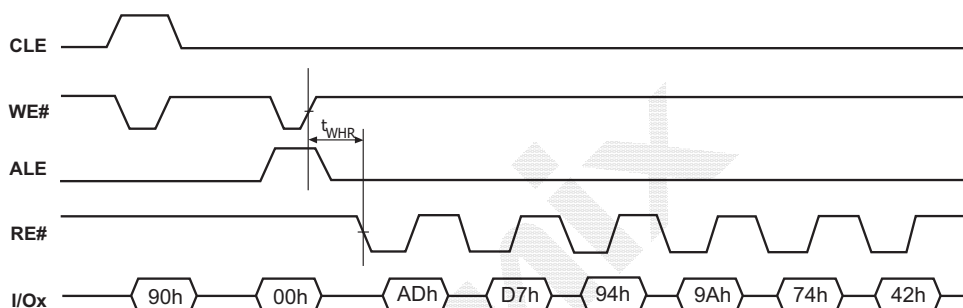 CLE
WE#
tWHR
ALE
RE#
I/Ox 90h 00h ADh D7h 94h 9Ah 74h 42h